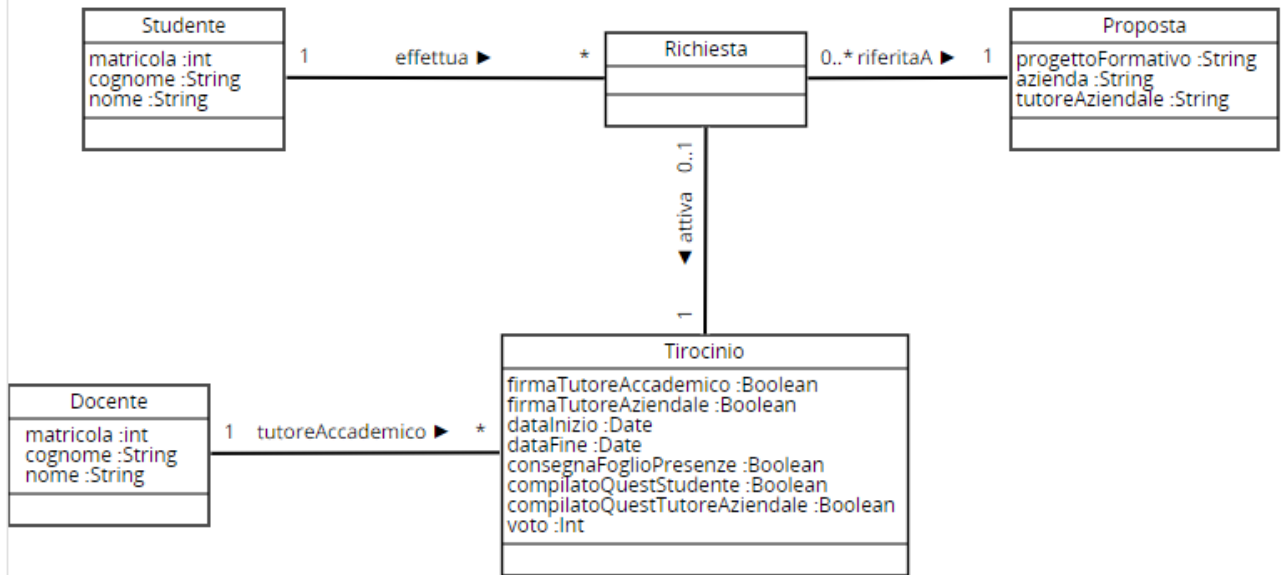 Studente
matricola :int
cognome :String
nome :String
1
effettua ►
*
Richiesta
0..* riferitaA ►
1
Proposta
progettoFormativo :String
azienda :String
tutoreAziendale :String
◄ attiva
0..1
1
Tirocinio
firmaTutoreAccademico :Boolean
firmaTutoreAziendale :Boolean
dataInizio :Date
dataFine :Date
consegnaFoglioPresenze :Boolean
compilatoQuestStudente :Boolean
compilatoQuestTutoreAziendale :Boolean
voto :Int
Docente
matricola :int
cognome :String
nome :String
1
tutoreAccademico ►
*